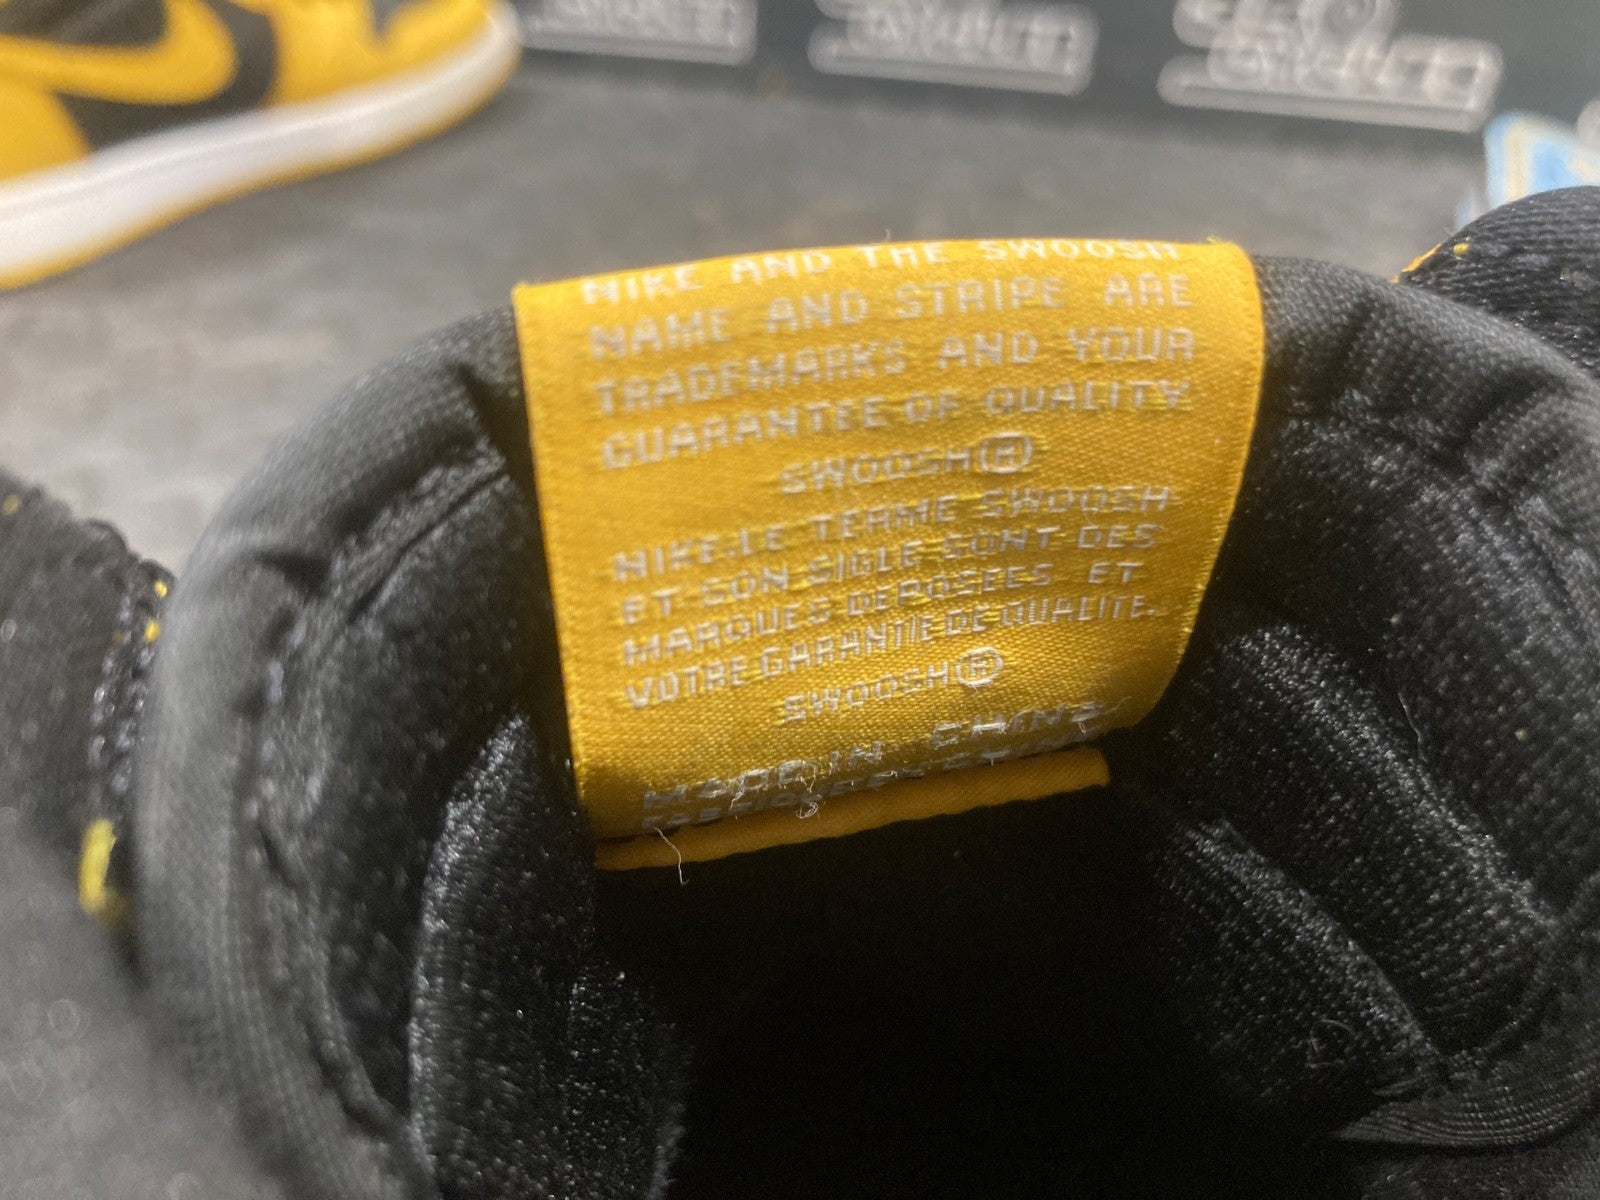 NIKE AND THE SWOOSH
NAME AND STRIPE ARE
TRADEMARKS AND YOUR
GUARANTEE OF QUALITY
SWOOSH®
NIKE.LE TERME SWOOSH
ET SON SIGLE SONT DES
MARQUES DEPOSEES ET
VOTRE GARANTIE DE QUALITE.
SWOOSH®
MADE IN CHINA